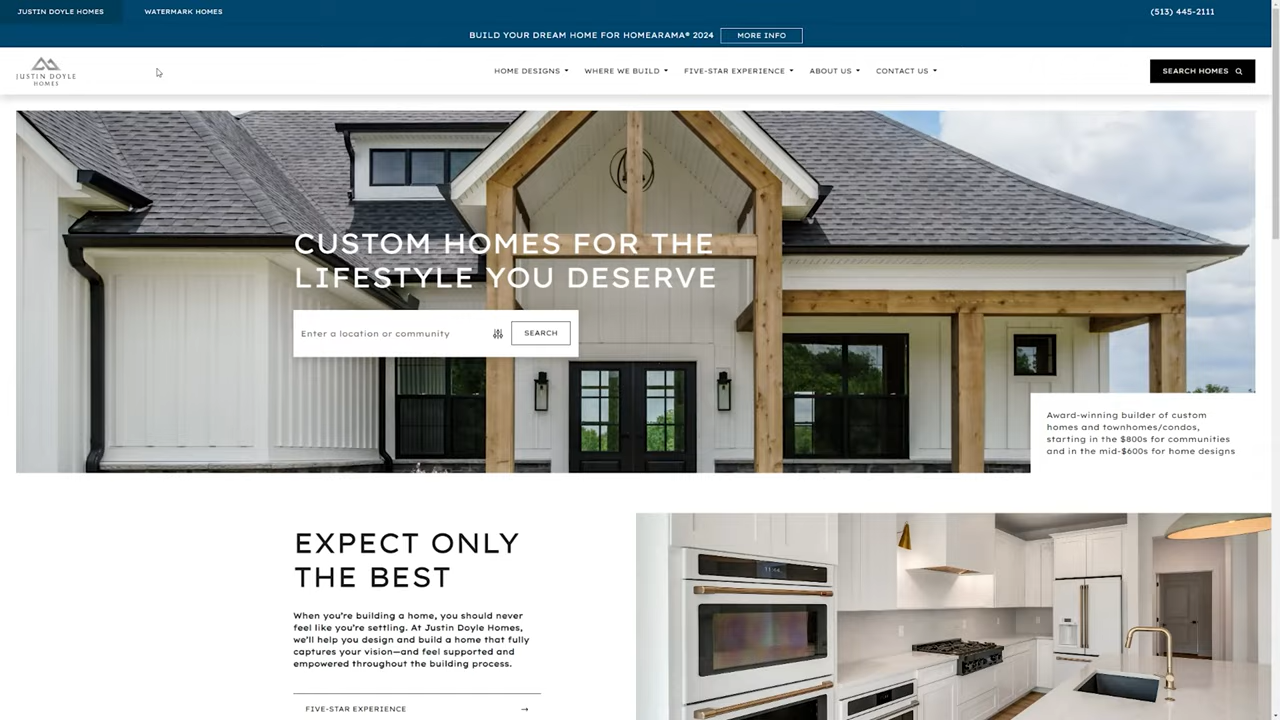 JUSTIN DOYLE HOMES
WATERMARK HOMES
(513) 445-2111
BUILD YOUR DREAM HOME FOR HOMEARAMA® 2024
MORE INFO
JUSTIN DOYLE
HOMES
HOME DESIGNS
WHERE WE BUILD
FIVE-STAR EXPERIENCE
ABOUT US
CONTACT US
SEARCH HOMES
CUSTOM HOMES FOR THE
LIFESTYLE YOU DESERVE
Enter a location or community
SEARCH
Award-winning builder of custom
homes and townhomes/condos,
starting in the $800s for communities
and in the mid-$600s for home designs
EXPECT ONLY
THE BEST
When you're building a home, you should never
feel like you're settling. At Justin Doyle Homes,
we'll help you design and build a home that fully
captures your vision—and feel supported and
empowered throughout the building process.
FIVE-STAR EXPERIENCE